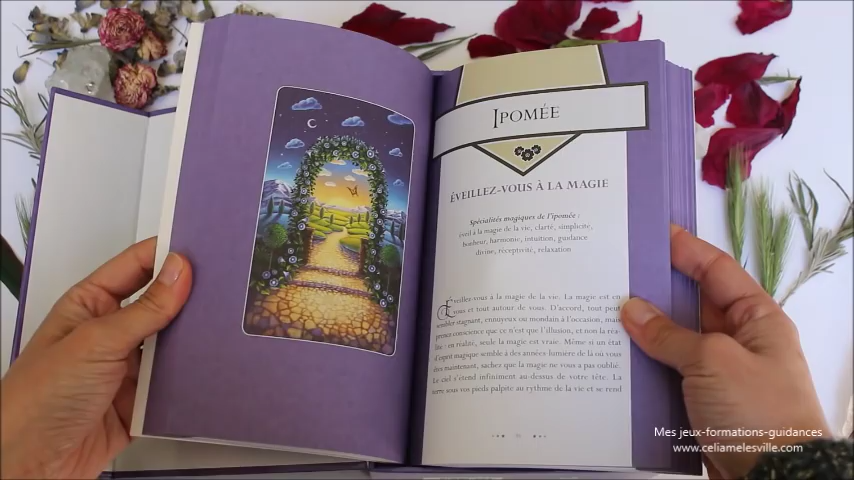 IPOMÉE
ÉVEILLEZ-VOUS À LA MAGIE
Spécialités magiques de l'ipomée :
éveil à la magie de la vie, clarté, simplicité,
bonheur, harmonie, intuition, guidance
divine, réceptivité, relaxation
Éveillez-vous à la magie de la vie. La magie est en
vous et tout autour de vous. D'accord, tout peut
sembler stagnant, ennuyeux ou mondain à l'occasion, mais
prenez conscience que ce n'est que l'illusion, et non la réa-
lité : en réalité, seule la magie est vraie. Même si un état
d'esprit magique semble à des années lumière de là où vous
êtes maintenant, sachez que la magie ne vous a pas oublié.
Le ciel s'étend infiniment au-dessus de votre tête. La
terre sous vos pieds palpite au rythme de la vie et se rend
Mes jeux-formations-guidances
www.celiamelesville.com